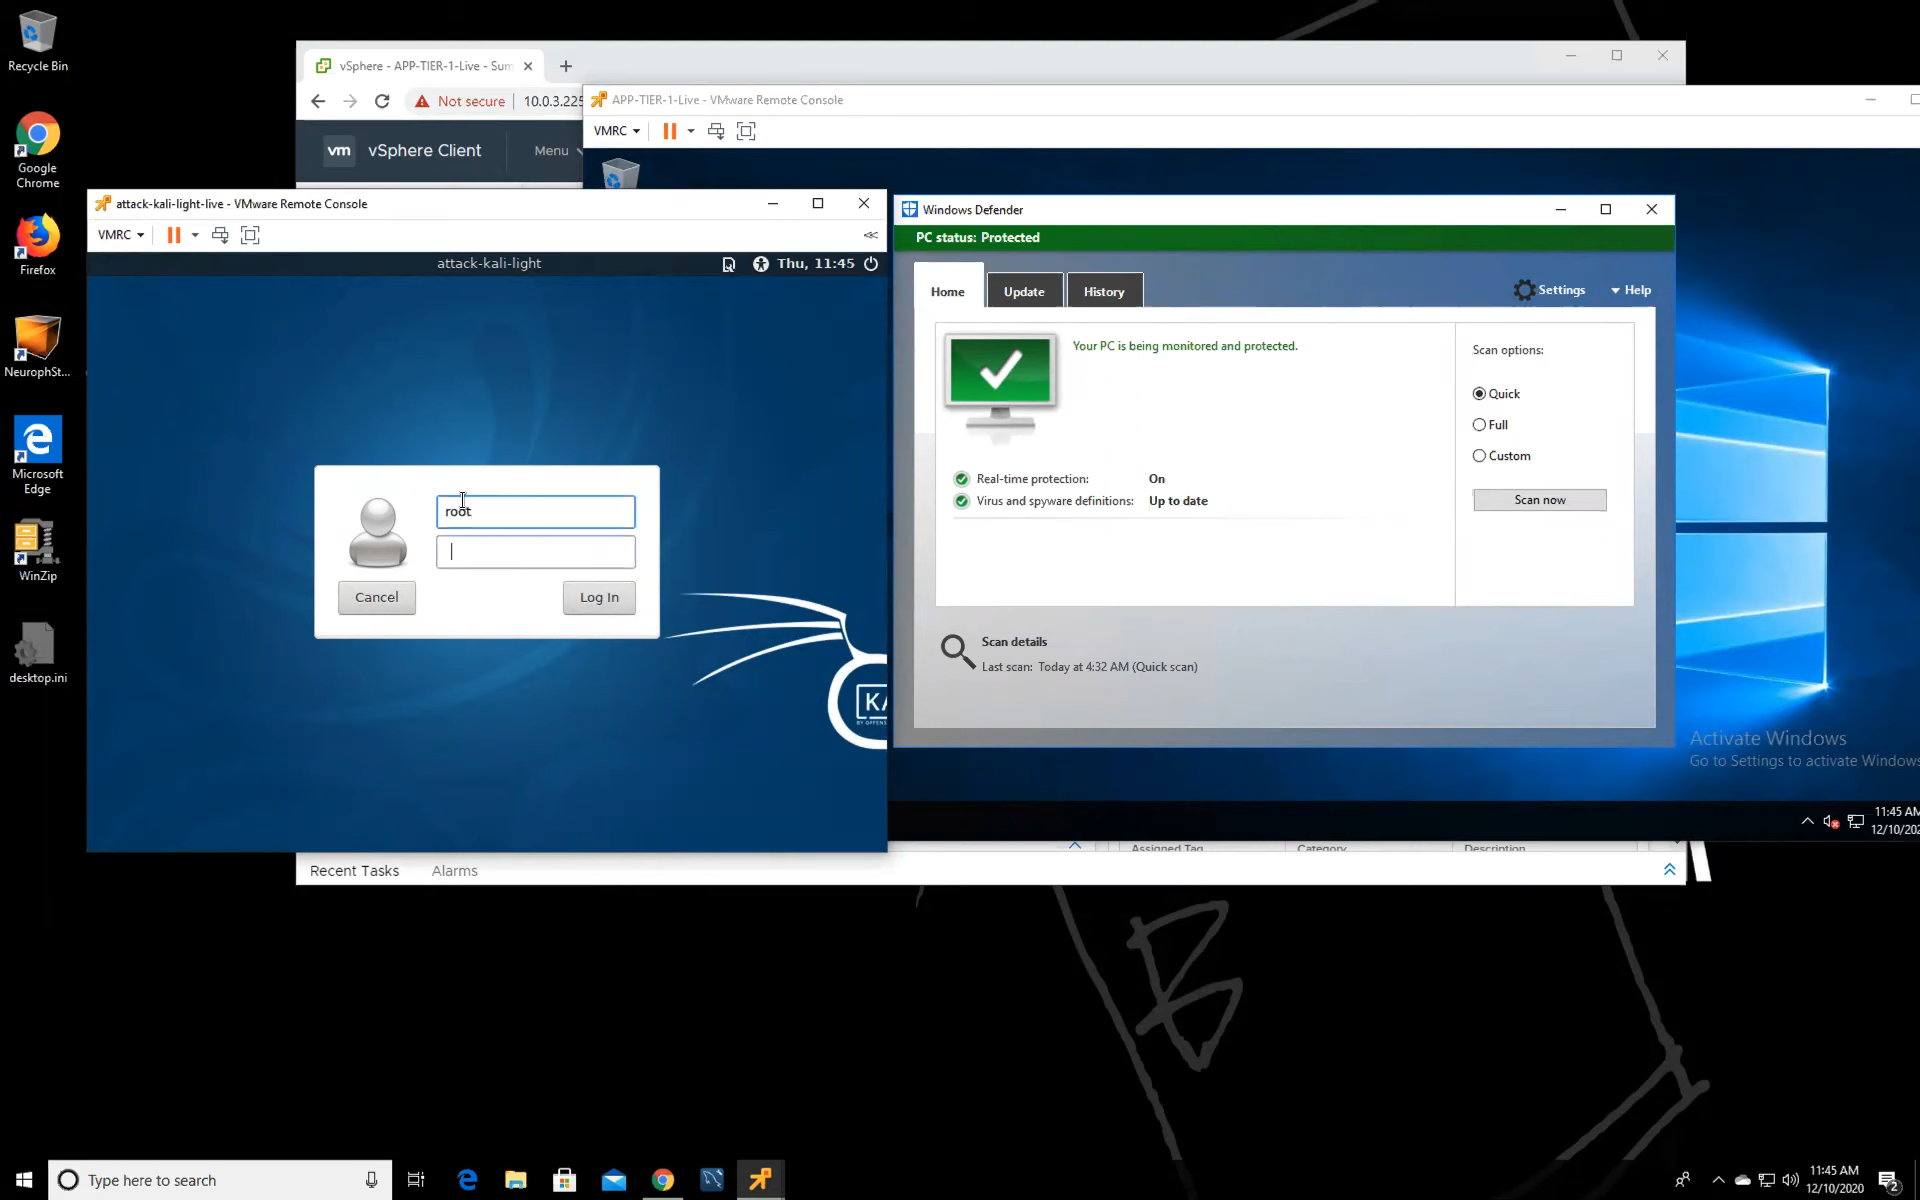 Recycle Bin
Google
Chrome
Firefox
NeurophSt...
Microsoft
Edge
WinZip
desktop.ini
vSphere - APP-TIER-1-Live - Sum
Not secure
10.0.3.225
vm
vSphere Client
Menu
APP-TIER-1-Live - VMware Remote Console
VMRC
attack-kali-light-live - VMware Remote Console
VMRC
attack-kali-light
Thu, 11:45
root
Cancel
Log In
Windows Defender
PC status: Protected
Home
Update
History
Settings
Help
Your PC is being monitored and protected.
Real-time protection: On
Virus and spyware definitions: Up to date
Scan options:
Quick
Full
Custom
Scan now
Scan details
Last scan: Today at 4:32 AM (Quick scan)
Activate Windows
Go to Settings to activate Windows
11:45 AM
12/10/202
Assigned Tag
Category
Description
Recent Tasks
Alarms
Type here to search
11:45 AM
12/10/2020
2